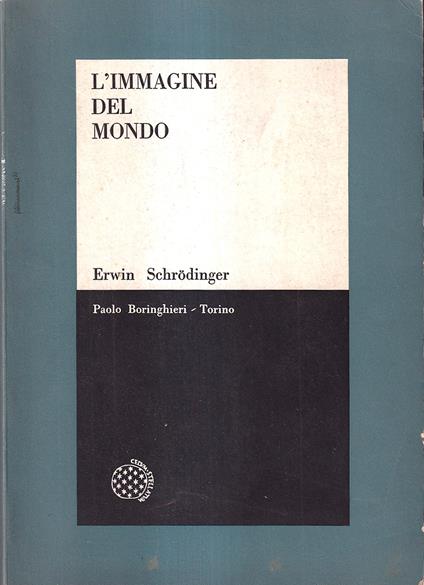 L'IMMAGINE
DEL
MONDO
Erwin Schrödinger
Paolo Boringhieri - Torino